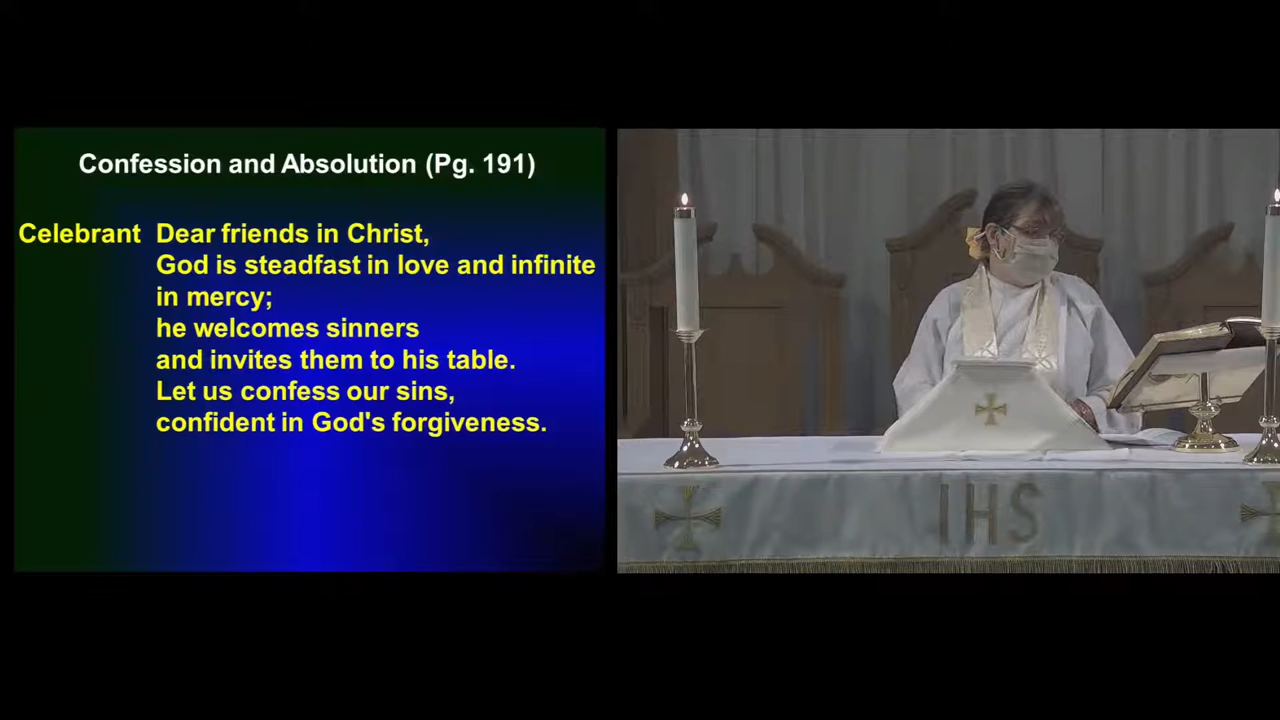 Confession and Absolution (Pg. 191)
Celebrant Dear friends in Christ,
God is steadfast in love and infinite
in mercy;
he welcomes sinners
and invites them to his table.
Let us confess our sins,
confident in God's forgiveness.
IHS